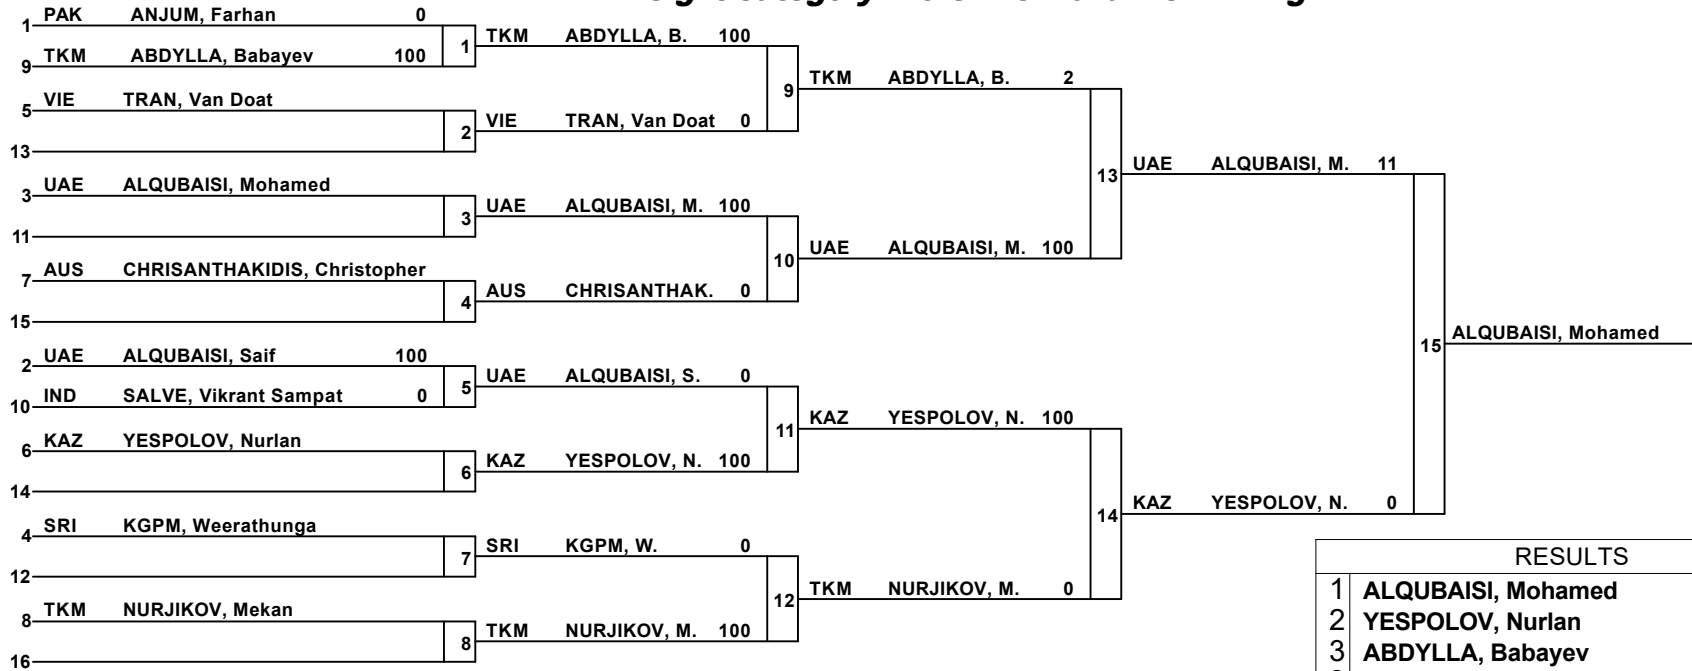 1 PAK ANJUM, Farhan 0
9 TKM ABDYLLA, Babayev 100
1
5 VIE TRAN, Van Doat
13
2
3 UAE ALQUBAISI, Mohamed
11
3
7 AUS CHRISANTHAKIDIS, Christopher
15
4
2 UAE ALQUBAISI, Saif 100
10 IND SALVE, Vikrant Sampat 0
5
6 KAZ YESPOLOV, Nurlan
14
6
4 SRI KGPM, Weerathunga
12
7
8 TKM NURJIKOV, Mekan
16
8
TKM ABDYLLA, B. 100
VIE TRAN, Van Doat 0
9
UAE ALQUBAISI, M. 100
AUS CHRISANTHAK. 0
10
UAE ALQUBAISI, S. 0
KAZ YESPOLOV, N. 100
11
SRI KGPM, W. 0
TKM NURJIKOV, M. 100
12
TKM ABDYLLA, B. 2
UAE ALQUBAISI, M. 100
13
KAZ YESPOLOV, N. 100
TKM NURJIKOV, M. 0
14
UAE ALQUBAISI, M. 11
KAZ YESPOLOV, N. 0
15
ALQUBAISI, Mohamed
RESULTS
1 ALQUBAISI, Mohamed
2 YESPOLOV, Nurlan
3 ABDYLLA, Babayev